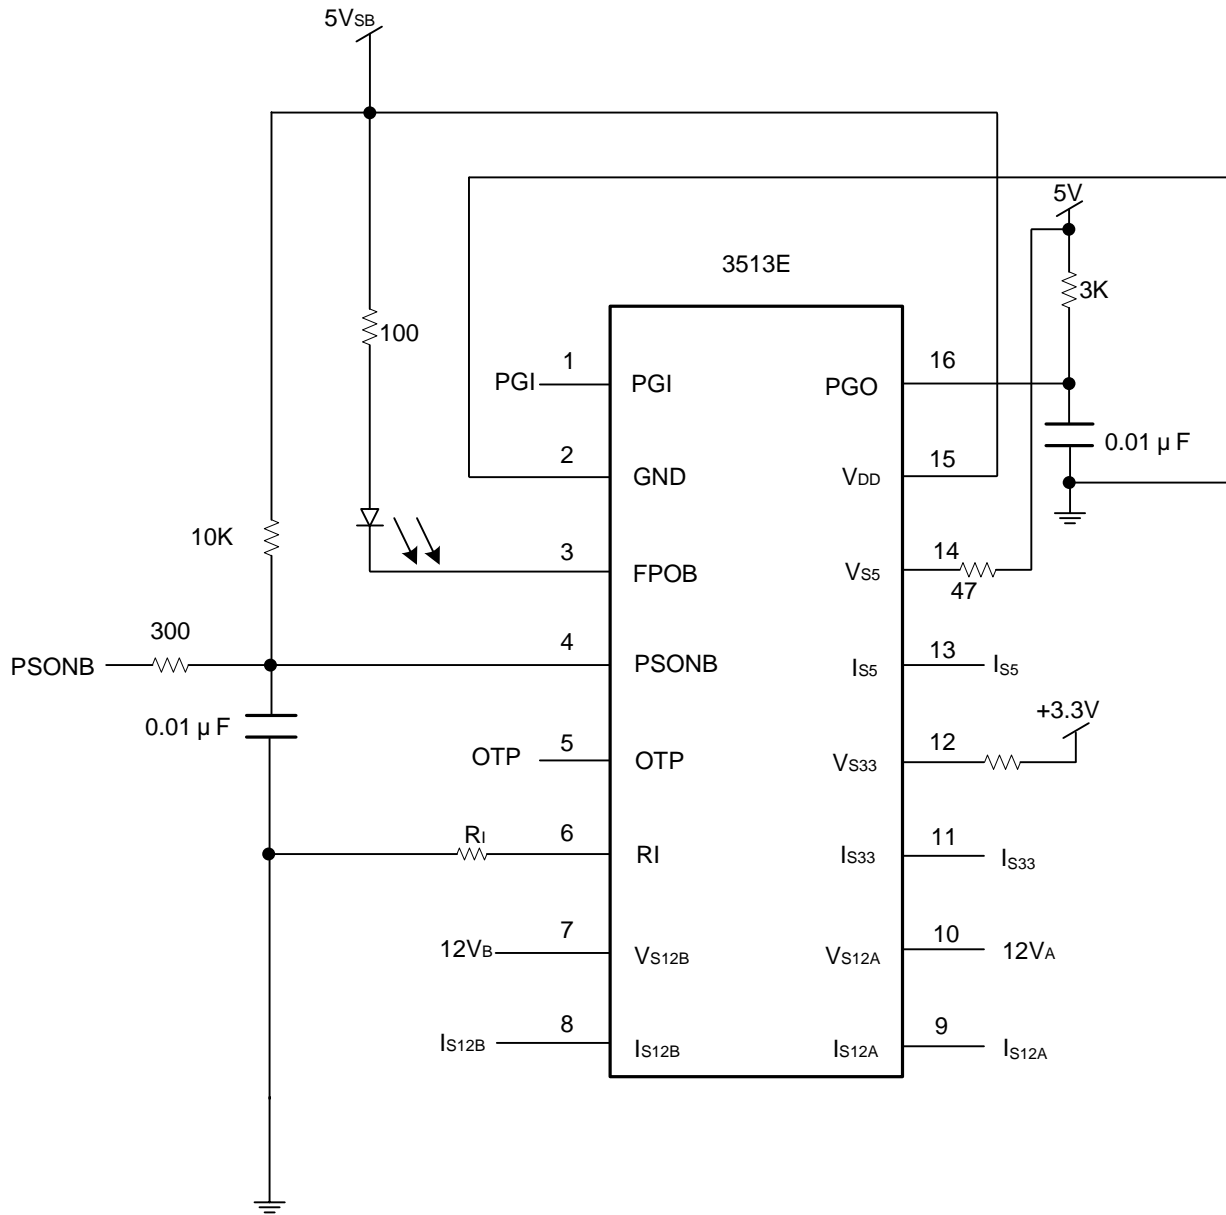 5VSB
5V
3513E
3K
100
1
16
PGI
PGI
PGO
0.01 μ F
2
15
GND
VDD
10K
3
14
FPOB
VS5
47
300
4
13
PSONB
PSONB
IS5
IS5
0.01 μ F
+3.3V
5
12
OTP
OTP
VS33
RI
6
11
RI
IS33
IS33
7
10
12VB
VS12B
VS12A
12VA
8
9
IS12B
IS12B
IS12A
IS12A